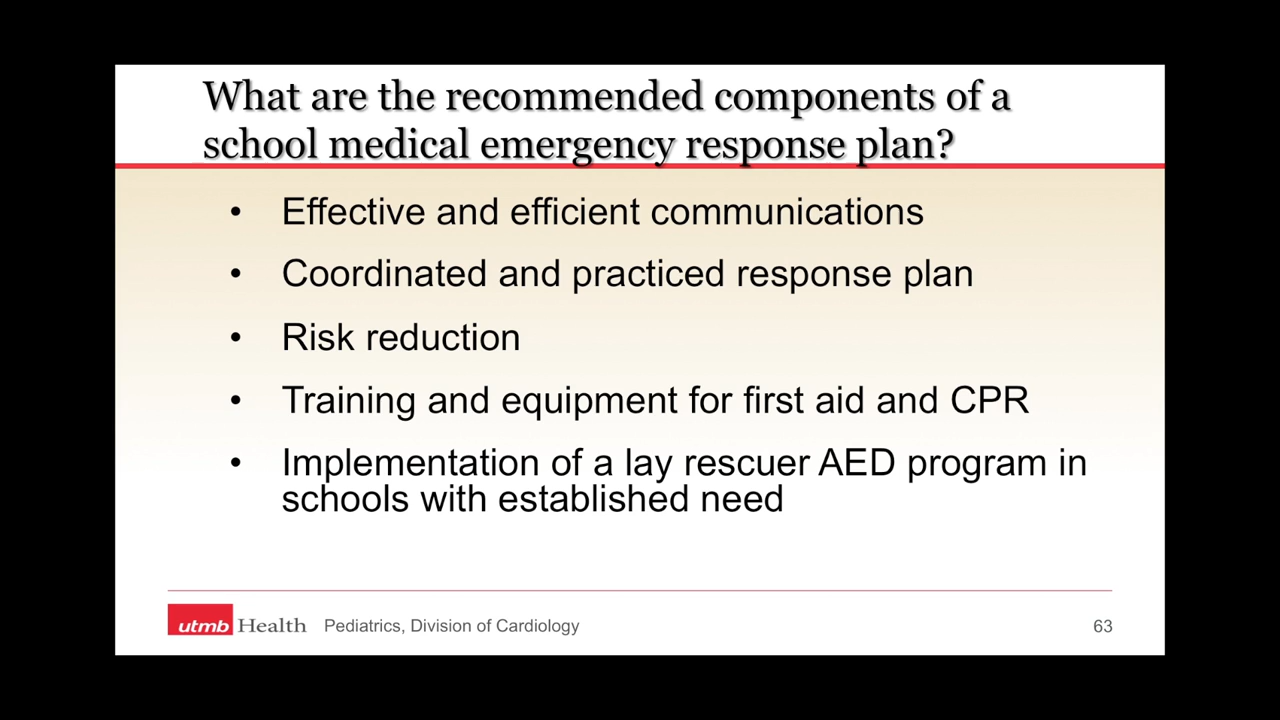 What are the recommended components of a
school medical emergency response plan?
• Effective and efficient communications
• Coordinated and practiced response plan
• Risk reduction
• Training and equipment for first aid and CPR
• Implementation of a lay rescuer AED program in
schools with established need
utmb Health Pediatrics, Division of Cardiology 63